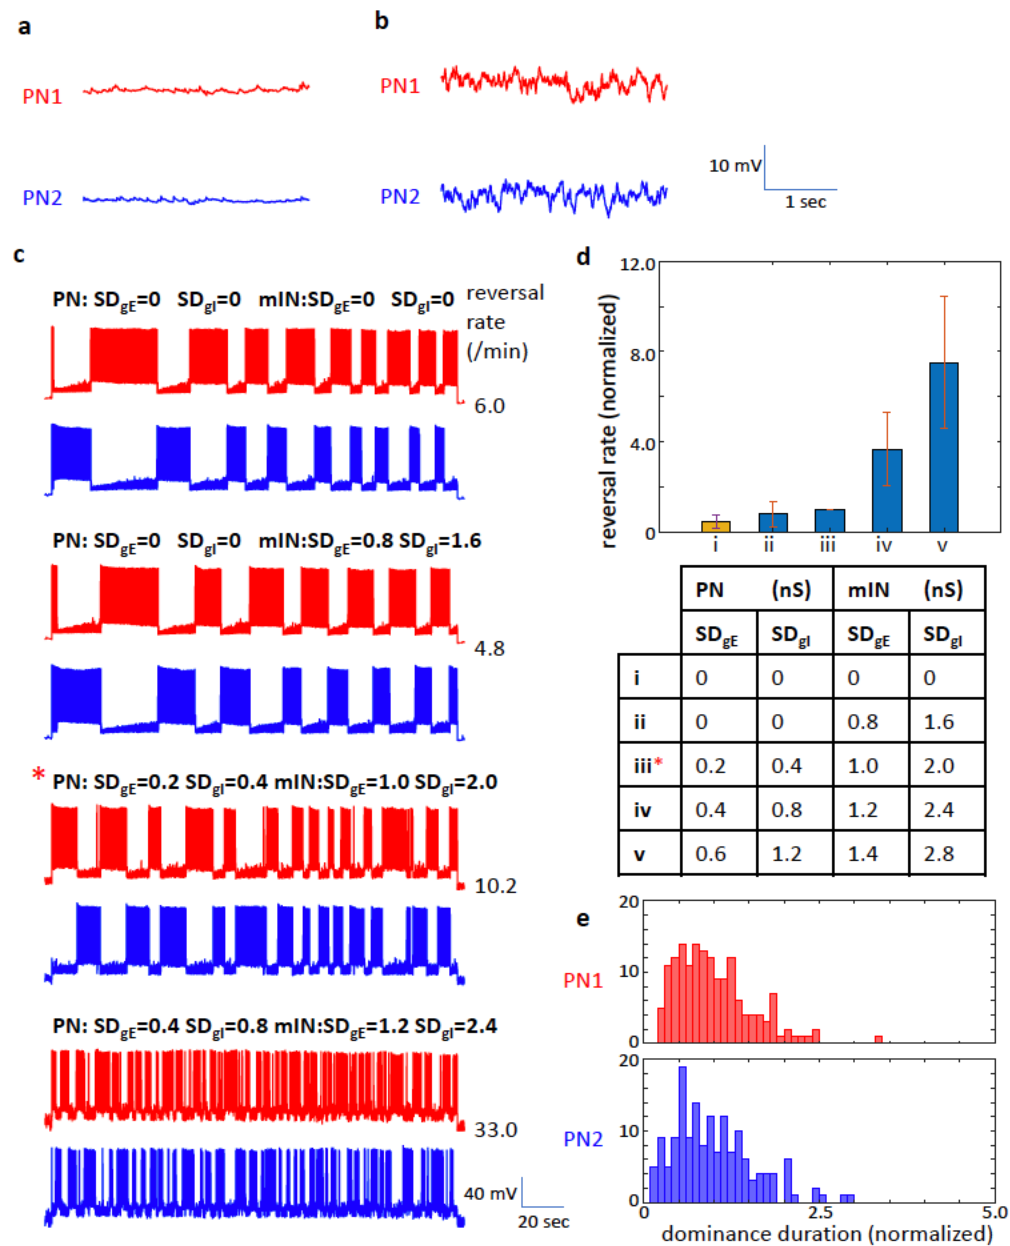 a
PN1
PN2
b
PN1
PN2
10 mV
1 sec
c
PN: SDgE=0 SDgI=0 mIN:SDgE=0 SDgI=0
reversal
rate
(/min)
6.0
PN: SDgE=0 SDgI=0 mIN:SDgE=0.8 SDgI=1.6
4.8
* PN: SDgE=0.2 SDgI=0.4 mIN:SDgE=1.0 SDgI=2.0
10.2
PN: SDgE=0.4 SDgI=0.8 mIN:SDgE=1.2 SDgI=2.4
33.0
40 mV
20 sec
d
reversal rate (normalized)
12.0
8.0
4.0
0
i ii iii iv v
PN (nS) mIN (nS)
SDgE SDgI SDgE SDgI
i 0 0 0 0
ii 0 0 0.8 1.6
iii* 0.2 0.4 1.0 2.0
iv 0.4 0.8 1.2 2.4
v 0.6 1.2 1.4 2.8
e
PN1
20
10
0
PN2
20
10
0
0 2.5 5.0
dominance duration (normalized)